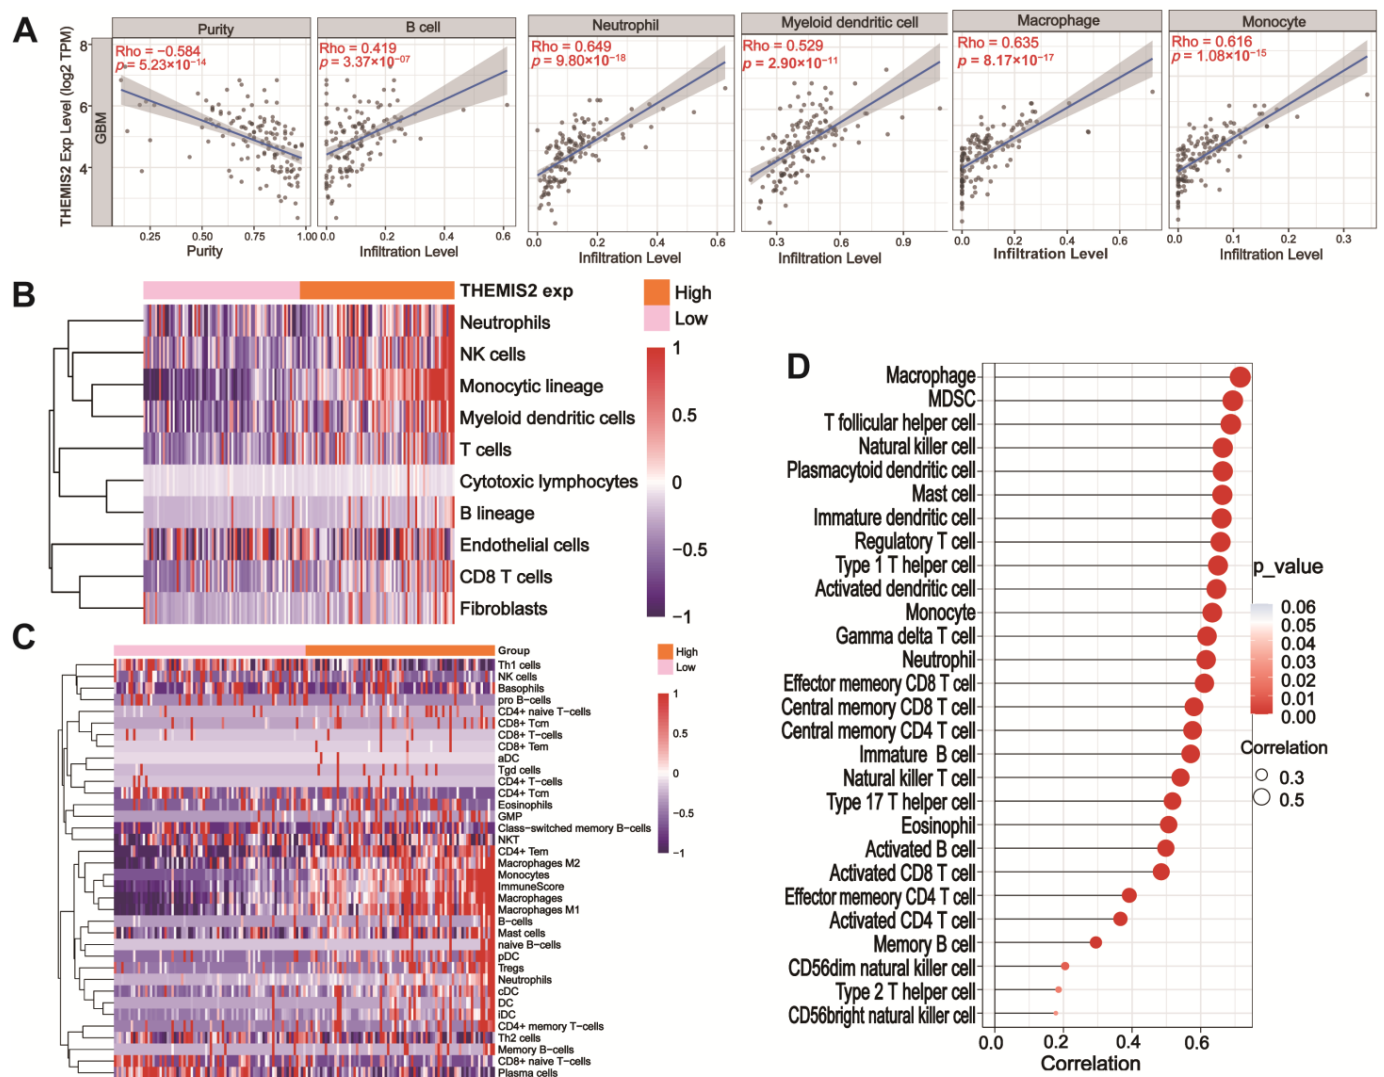 A
Purity
B cell
Neutrophil
Myeloid dendritic cell
Macrophage
Monocyte
THEMIS2 Exp Level (log2 TPM)
GBM
8
6
4
Rho = −0.584
p= 5.23×10−14
Rho = 0.419
p = 3.37×10−07
Rho = 0.649
p = 9.80×10−18
Rho = 0.529
p = 2.90×10−11
Rho = 0.635
p = 8.17×10−17
Rho = 0.616
p = 1.08×10−15
0.25 0.50 0.75 1.00
0.0 0.2 0.4 0.6
0.0 0.2 0.4 0.6
0.3 0.6 0.9
0.0 0.2 0.4 0.6
0.0 0.1 0.2 0.3
Purity
Infiltration Level
Infiltration Level
Infiltration Level
Infiltration Level
Infiltration Level
B
THEMIS2 exp
Neutrophils
NK cells
Monocytic lineage
Myeloid dendritic cells
T cells
Cytotoxic lymphocytes
B lineage
Endothelial cells
CD8 T cells
Fibroblasts
High
Low
1
0.5
0
−0.5
−1
C
Group
Th1 cells
NK cells
Basophils
pro B−cells
CD4+ naive T−cells
CD8+ Tcm
CD8+ T−cells
CD8+ Tem
aDC
Tgd cells
CD4+ T−cells
CD4+ Tcm
Eosinophils
GMP
Class−switched memory B−cells
NKT
CD4+ Tem
Macrophages M2
Monocytes
ImmuneScore
Macrophages
Macrophages M1
B−cells
Mast cells
naive B−cells
pDC
Tregs
Neutrophils
cDC
DC
iDC
CD4+ memory T−cells
Th2 cells
Memory B−cells
CD8+ naive T−cells
Plasma cells
High
Low
1
0.5
0
−0.5
−1
D
Macrophage
MDSC
T follicular helper cell
Natural killer cell
Plasmacytoid dendritic cell
Mast cell
Immature dendritic cell
Regulatory T cell
Type 1 T helper cell
Activated dendritic cell
Monocyte
Gamma delta T cell
Neutrophil
Effector memeory CD8 T cell
Central memory CD8 T cell
Central memory CD4 T cell
Immature B cell
Natural killer T cell
Type 17 T helper cell
Eosinophil
Activated B cell
Activated CD8 T cell
Effector memeory CD4 T cell
Activated CD4 T cell
Memory B cell
CD56dim natural killer cell
Type 2 T helper cell
CD56bright natural killer cell
0.0 0.2 0.4 0.6
Correlation
p_value
0.06
0.05
0.04
0.03
0.02
0.01
0.00
Correlation
0.3
0.5